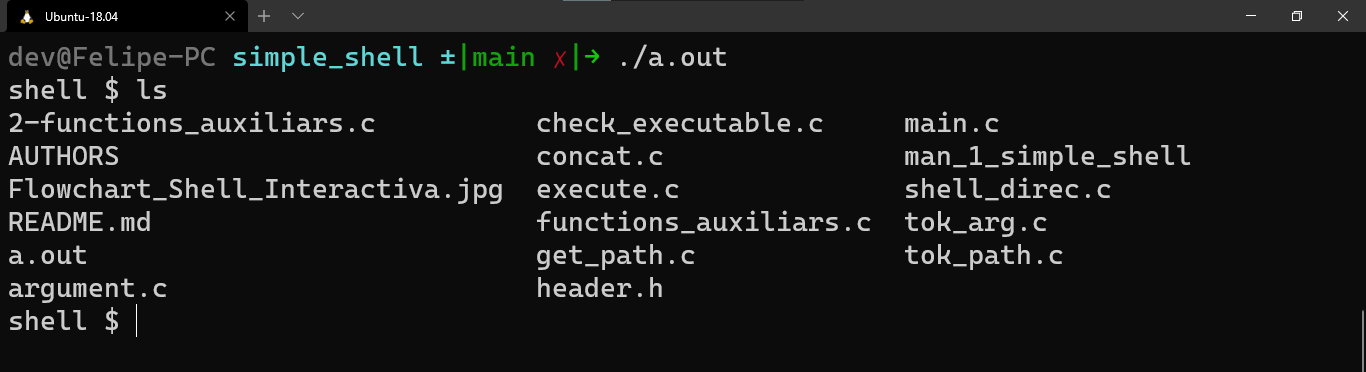 Ubuntu-18.04
dev@Felipe-PC simple_shell ±|main ✗|→ ./a.out
shell $ ls
2-functions_auxiliars.c check_executable.c main.c
AUTHORS concat.c man_1_simple_shell
Flowchart_Shell_Interactiva.jpg execute.c shell_direc.c
README.md functions_auxiliars.c tok_arg.c
a.out get_path.c tok_path.c
argument.c header.h
shell $